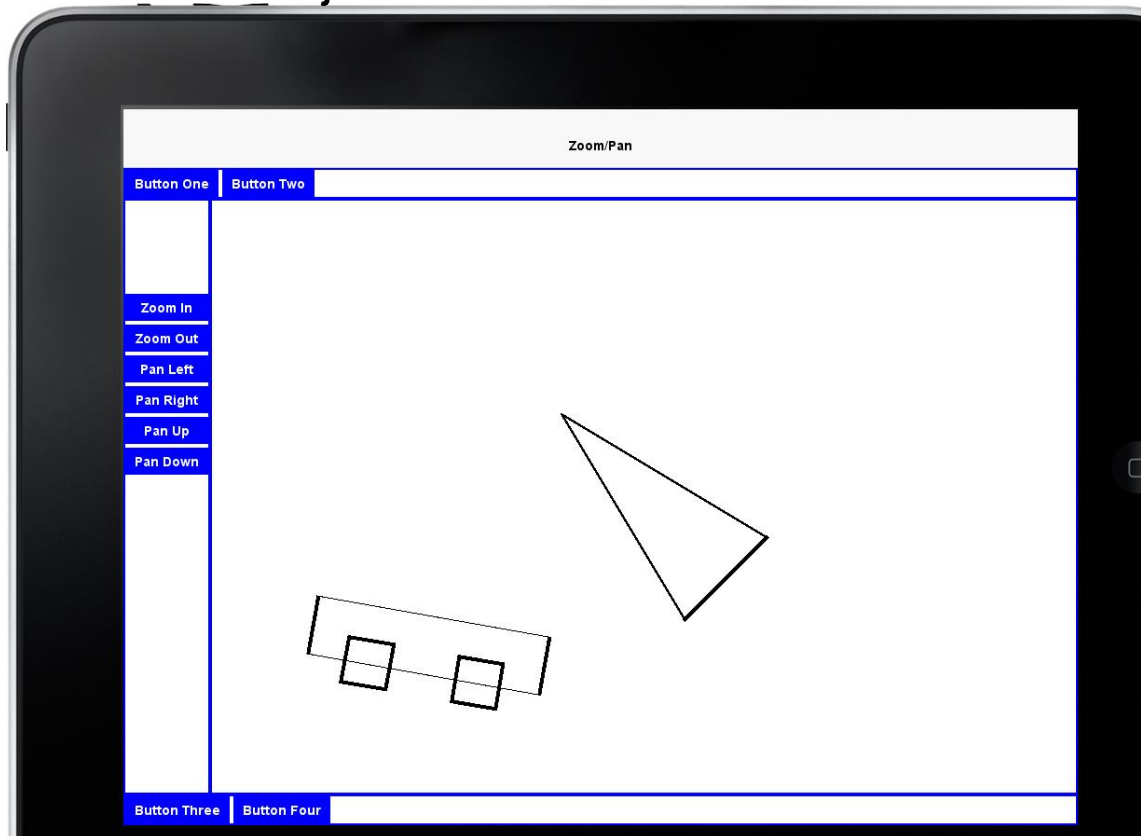 Zoom/Pan
Button One Button Two
Zoom In
Zoom Out
Pan Left
Pan Right
Pan Up
Pan Down
Button Three Button Four